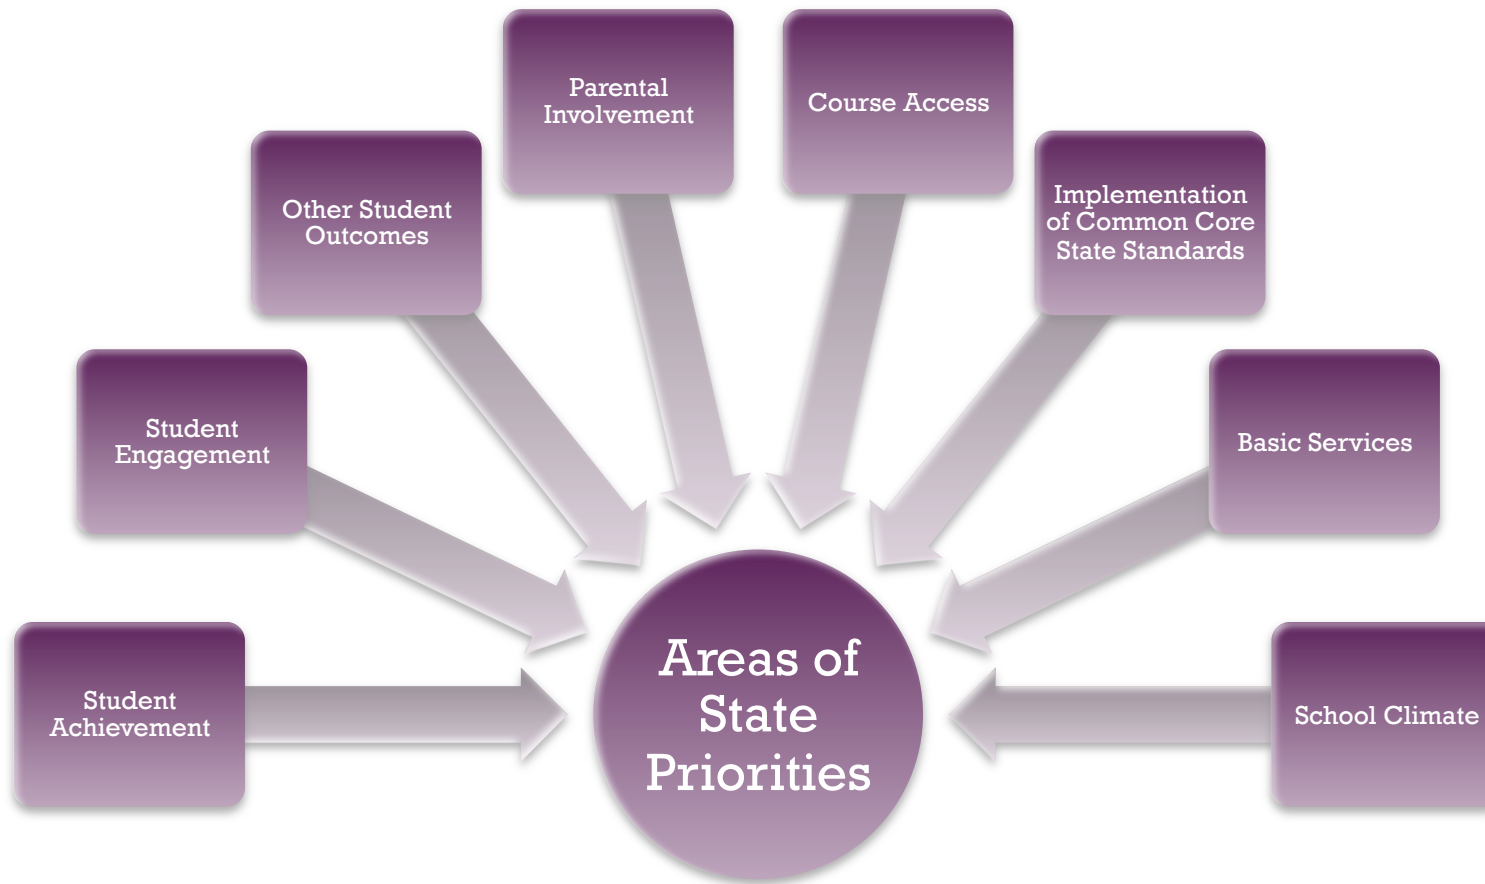 Parental
Involvement
Course Access
Other Student
Outcomes
Implementation
of Common Core
State Standards
Student
Engagement
Basic Services
Student
Achievement
Areas of
State
Priorities
School Climate